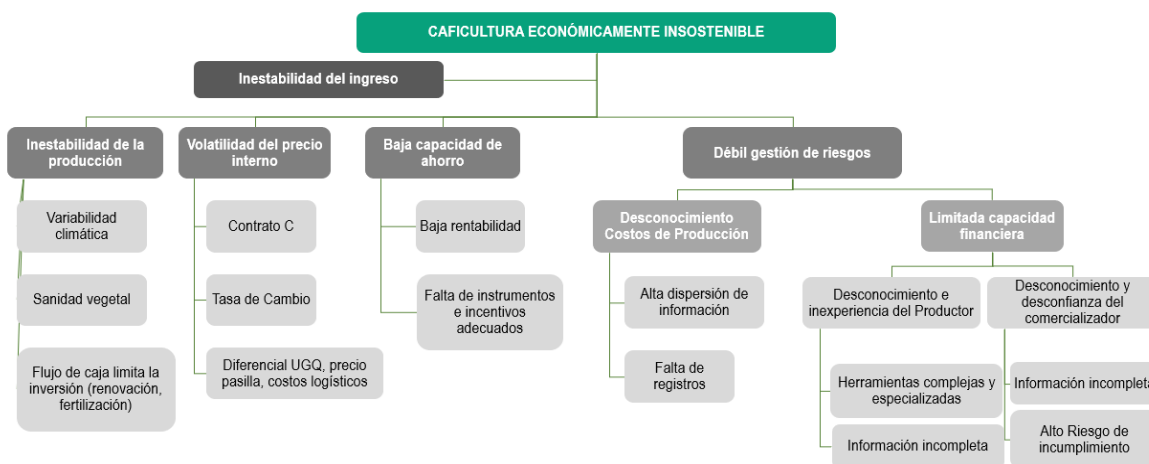 CAFICULTURA ECONÓMICAMENTE INSOSTENIBLE
Inestabilidad del ingreso
Inestabilidad de la
producción
Volatilidad del precio
interno
Baja capacidad de
ahorro
Débil gestión de riesgos
Variabilidad
climática
Sanidad vegetal
Flujo de caja limita la
inversión (renovación,
fertilización)
Contrato C
Tasa de Cambio
Diferencial UGQ, precio
pasilla, costos logísticos
Baja rentabilidad
Falta de instrumentos
e incentivos
adecuados
Desconocimiento
Costos de Producción
Alta dispersión de
información
Falta de
registros
Limitada capacidad
financiera
Desconocimiento e
inexperiencia del Productor
Herramientas complejas y
especializadas
Información incompleta
Desconocimiento y
desconfianza del
comercializador
Información incompleta
Alto Riesgo de
incumplimiento